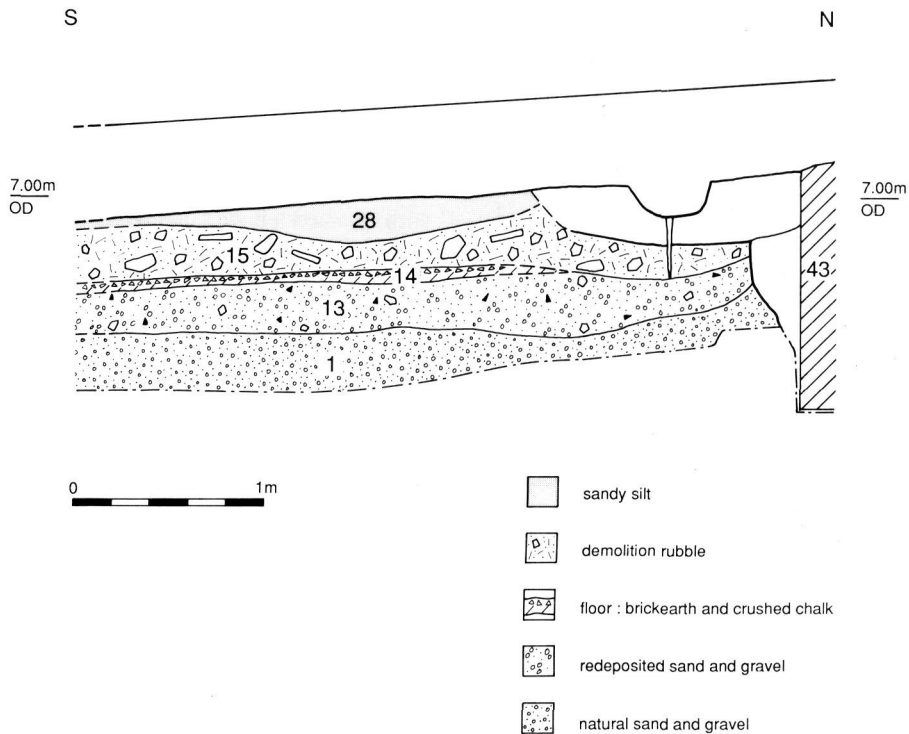 S N
7.00m
OD
7.00m
OD
28
15
14
43
13
1
0 1m
sandy silt
demolition rubble
floor : brickearth and crushed chalk
redeposited sand and gravel
natural sand and gravel